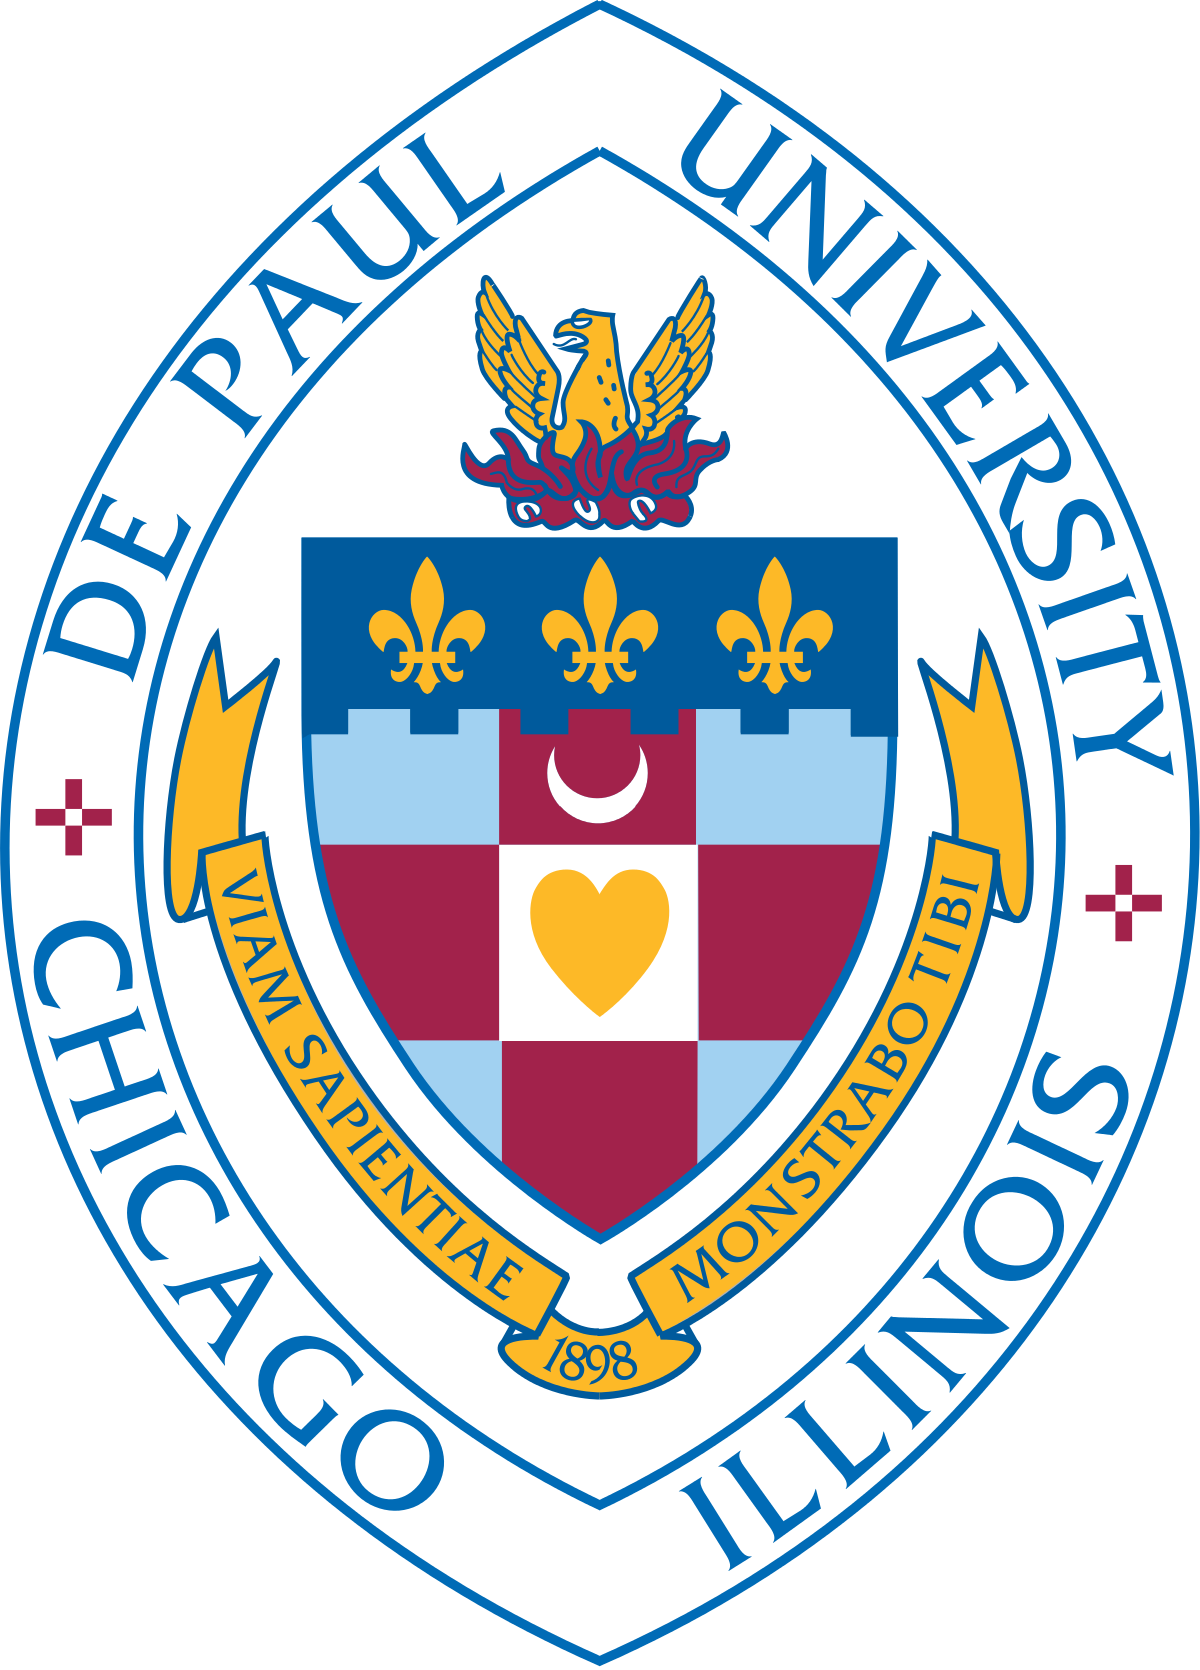 DE PAUL UNIVERSITY
CHICAGO ILLINOIS
VIAM SAPIENTIAE
MONSTRABO TIBI
1898